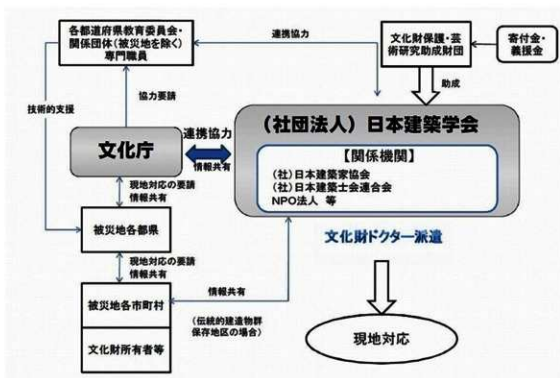 各都道府県教育委員会・
関係団体(被災地を除く)
専門職員
連携協力
文化財保護・芸
術研究助成財団
寄付金・
義援金
技術的支援
協力要請
助成
文化庁
連携協力
情報共有
(社団法人)日本建築学会
【関係機関】
(社)日本建築家協会
(社)日本建築士会連合会
NPO法人 等
現地対応の要請
情報共有
被災地各都県
文化財ドクター派遣
現地対応の要請
情報共有
被災地各市町村
情報共有
(伝統的建造物群
保存地区の場合)
文化財所有者等
現地対応